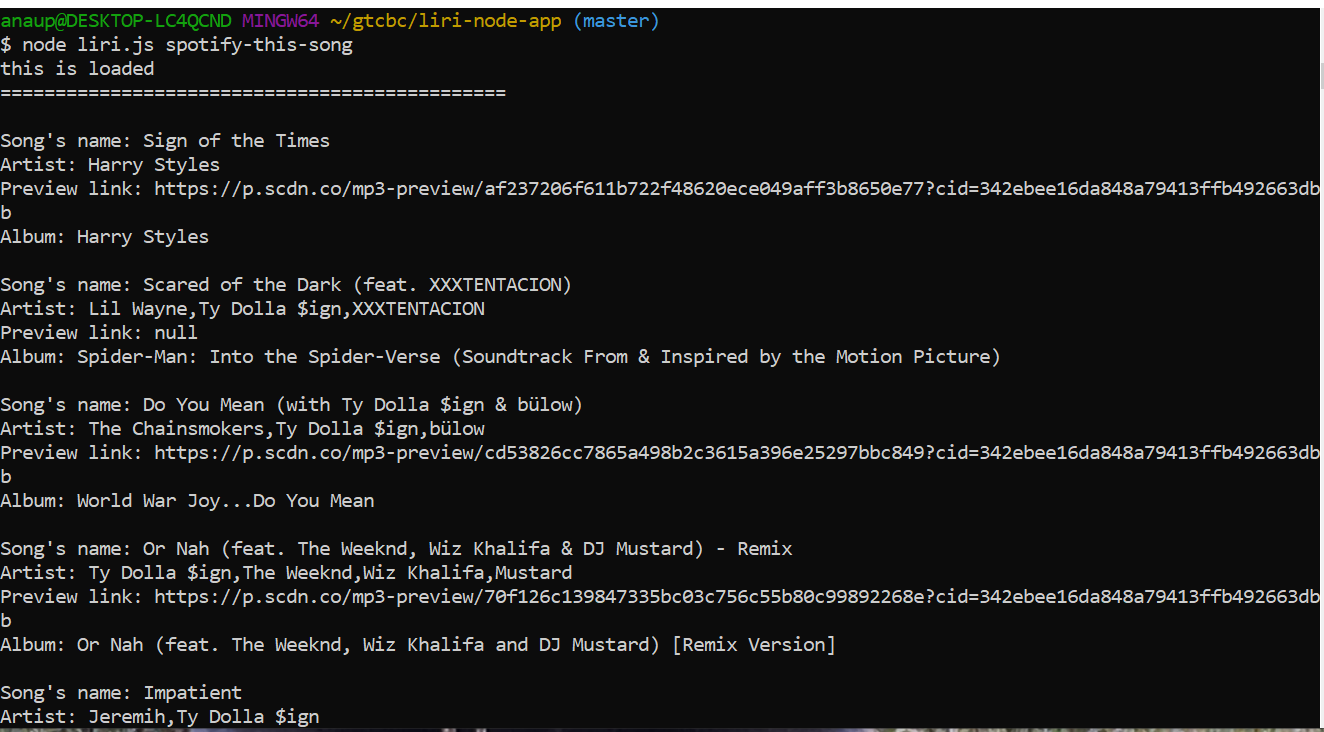 anaup@DESKTOP-LC4QCND MINGW64 ~/gtcbc/liri-node-app (master)
$ node liri.js spotify-this-song
this is loaded
==============================================
Song's name: Sign of the Times
Artist: Harry Styles
Preview link: https://p.scdn.co/mp3-preview/af237206f611b722f48620ece049aff3b8650e77?cid=342ebee16da848a79413ffb492663db
b
Album: Harry Styles
Song's name: Scared of the Dark (feat. XXXTENTACION)
Artist: Lil Wayne,Ty Dolla $ign,XXXTENTACION
Preview link: null
Album: Spider-Man: Into the Spider-Verse (Soundtrack From & Inspired by the Motion Picture)
Song's name: Do You Mean (with Ty Dolla $ign & bülow)
Artist: The Chainsmokers,Ty Dolla $ign,bülow
Preview link: https://p.scdn.co/mp3-preview/cd53826cc7865a498b2c3615a396e25297bbc849?cid=342ebee16da848a79413ffb492663db
b
Album: World War Joy...Do You Mean
Song's name: Or Nah (feat. The Weeknd, Wiz Khalifa & DJ Mustard) - Remix
Artist: Ty Dolla $ign,The Weeknd,Wiz Khalifa,Mustard
Preview link: https://p.scdn.co/mp3-preview/70f126c139847335bc03c756c55b80c99892268e?cid=342ebee16da848a79413ffb492663db
b
Album: Or Nah (feat. The Weeknd, Wiz Khalifa and DJ Mustard) [Remix Version]
Song's name: Impatient
Artist: Jeremih,Ty Dolla $ign